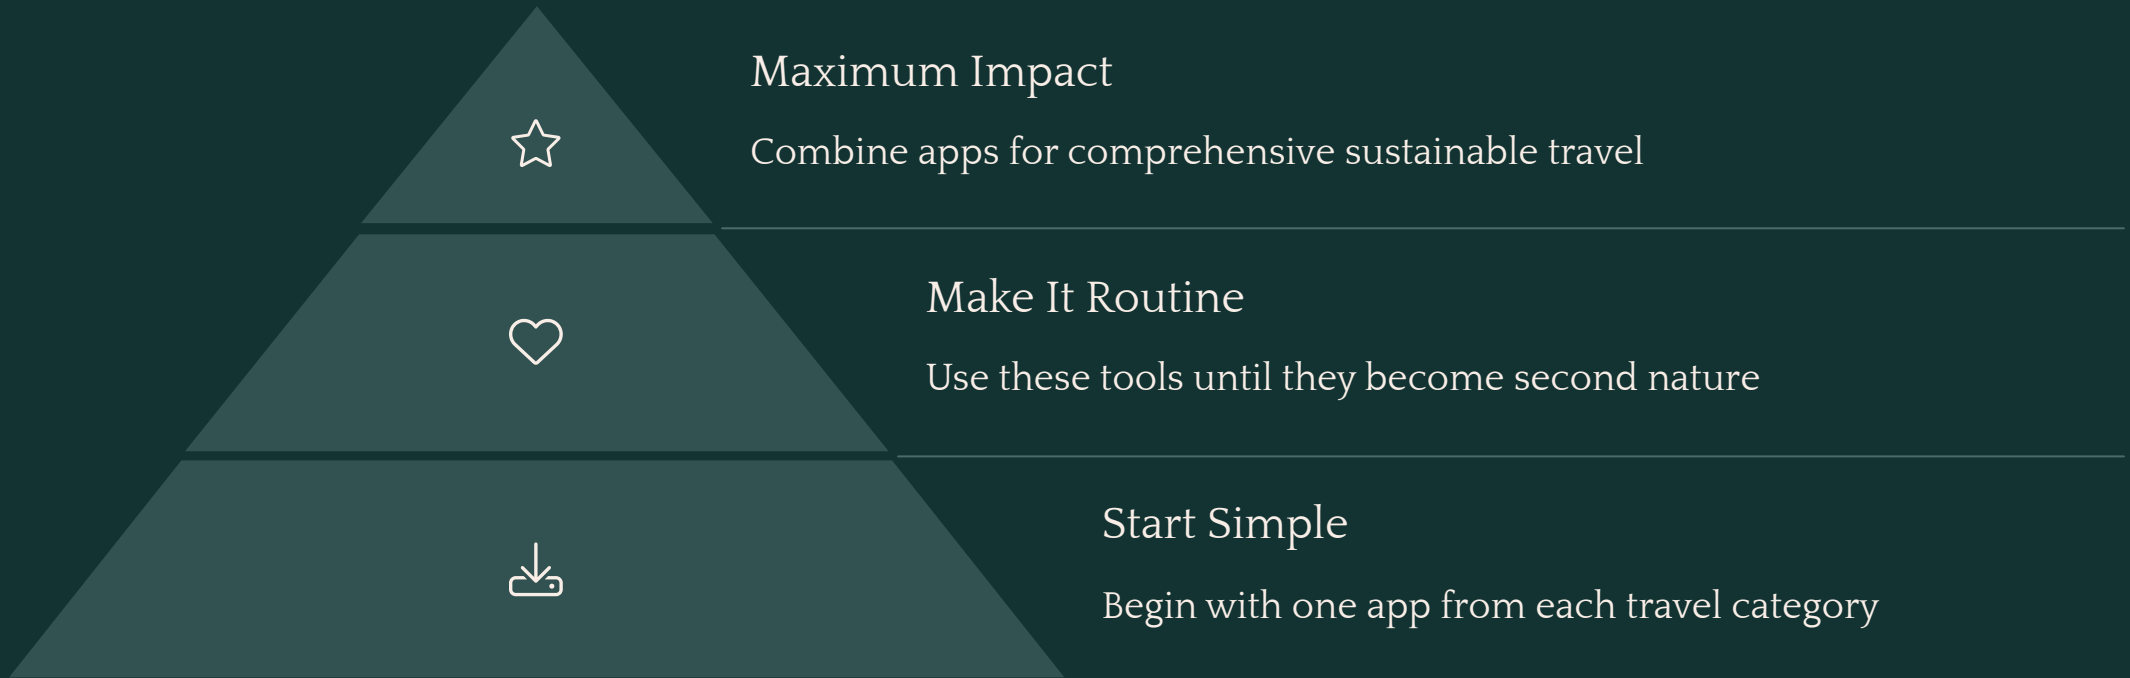 Maximum Impact
Combine apps for comprehensive sustainable travel
Make It Routine
Use these tools until they become second nature
Start Simple
Begin with one app from each travel category